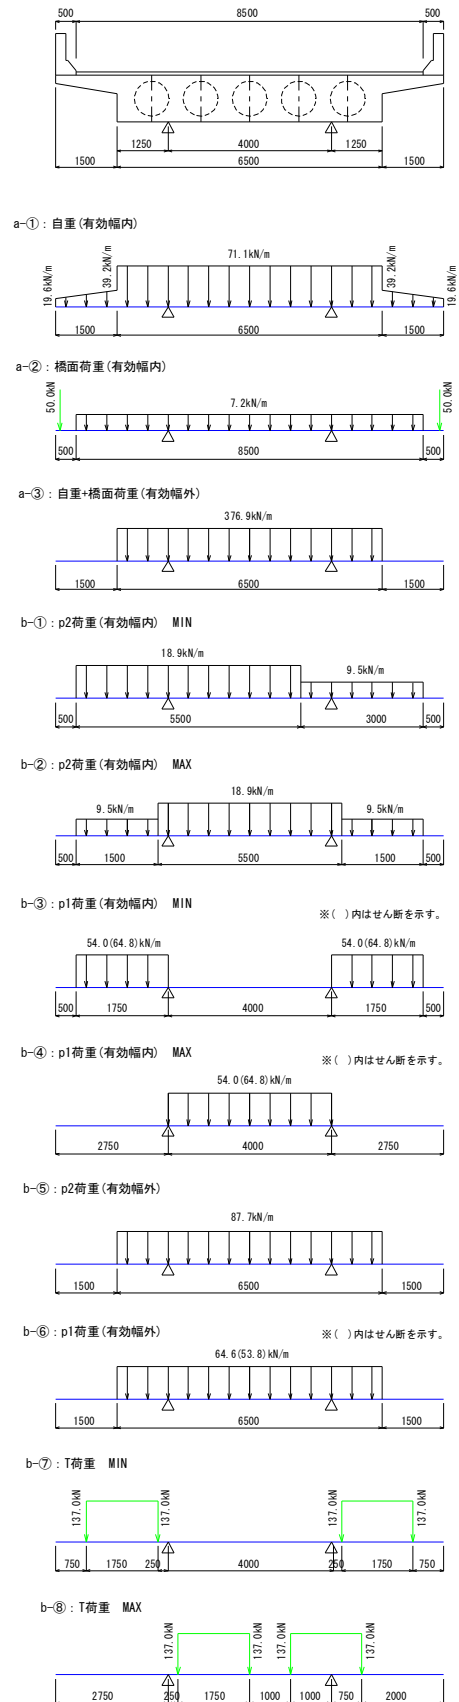 500 8500 500
1250 4000 1250
1500 6500 1500
a-①：自重(有効幅内)
19.6kN/m 39.2kN/m 71.1kN/m 39.2kN/m 19.6kN/m
1500 6500 1500
a-②：橋面荷重(有効幅内)
50.0kN 7.2kN/m 50.0kN
500 8500 500
a-③：自重+橋面荷重(有効幅外)
376.9kN/m
1500 6500 1500
b-①：p2荷重(有効幅内) MIN
18.9kN/m 9.5kN/m
500 5500 3000 500
b-②：p2荷重(有効幅内) MAX
9.5kN/m 18.9kN/m 9.5kN/m
500 1500 5500 1500 500
b-③：p1荷重(有効幅内) MIN
※( )内はせん断を示す。
54.0(64.8)kN/m 54.0(64.8)kN/m
500 1750 4000 1750 500
b-④：p1荷重(有効幅内) MAX
※( )内はせん断を示す。
54.0(64.8)kN/m
2750 4000 2750
b-⑤：p2荷重(有効幅外)
87.7kN/m
1500 6500 1500
b-⑥：p1荷重(有効幅外)
※( )内はせん断を示す。
64.6(53.8)kN/m
1500 6500 1500
b-⑦：T荷重 MIN
137.0kN 137.0kN 137.0kN 137.0kN
750 1750 250 4000 250 1750 750
b-⑧：T荷重 MAX
137.0kN 137.0kN 137.0kN 137.0kN
2750 250 1750 1000 1000 750 2000